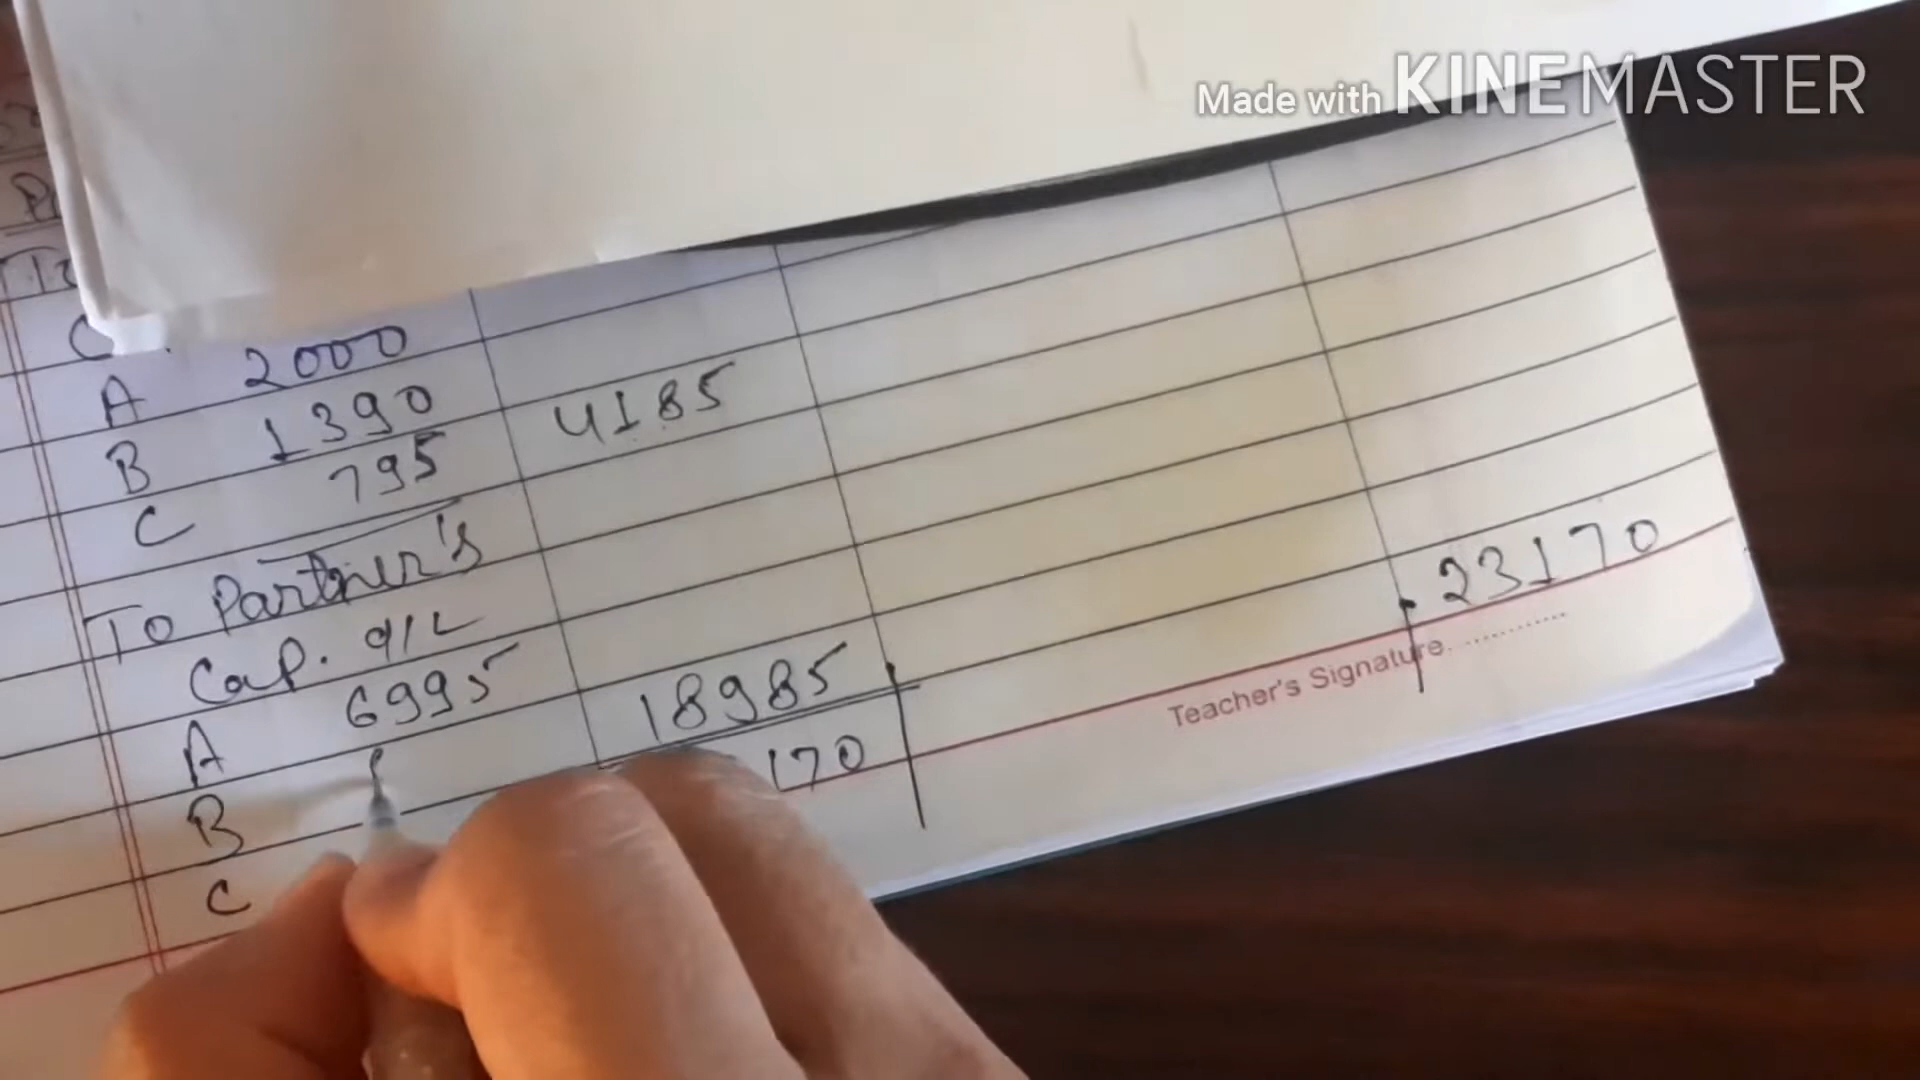 Made with KINEMASTER
A 2000
B 1390 4185
C 795
To Partner's
Cap. a/c
A 6995 18985
B 170
C
23170
Teacher's Signature